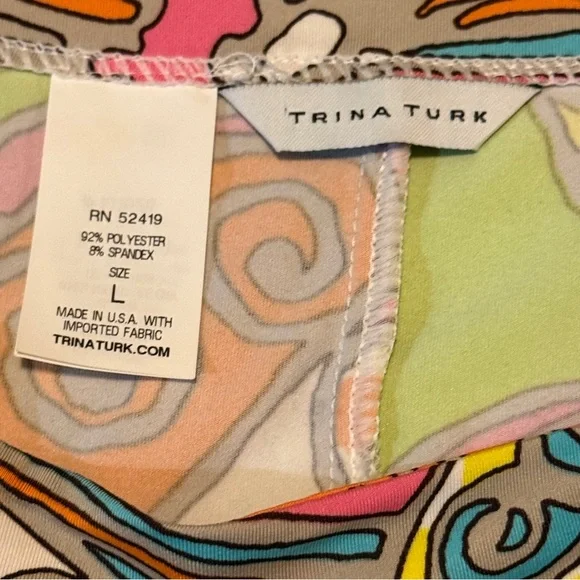 TRINA TURK
RN 52419
92% POLYESTER
8% SPANDEX
SIZE
L
MADE IN U.S.A. WITH
IMPORTED FABRIC
TRINATURK.COM